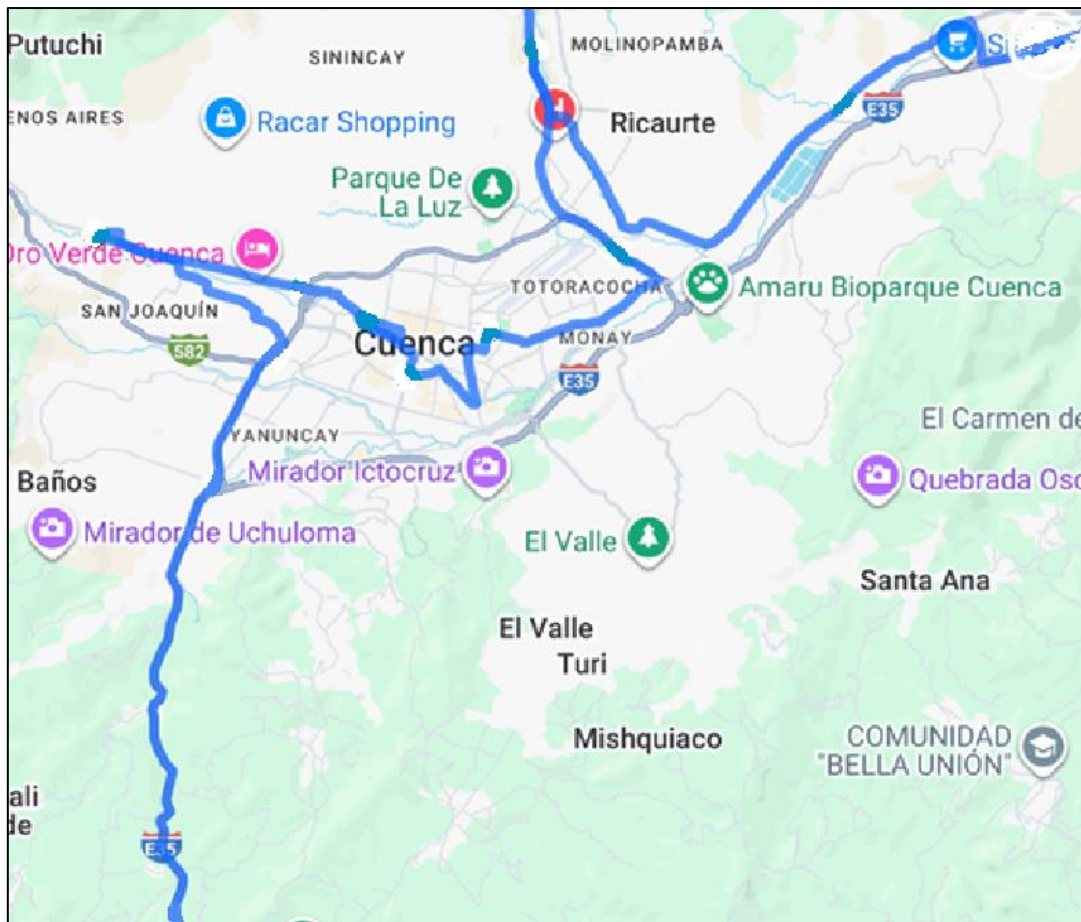 Putuchi
SININCAY
MOLINOPAMBA
ENOS AIRES
Racar Shopping
Ricaurte
E35
Parque De
La Luz
Oro Verde Cuenca
TOTORACOCHA
Amaru Bioparque Cuenca
SAN JOAQUÍN
582
Cuenca
MONAY
E35
El Carmen de
YANUNCAY
Mirador Ictocruz
Baños
Quebrada Oso
Mirador de Uchuloma
El Valle
Santa Ana
El Valle
Turi
Mishquiaco
COMUNIDAD
"BELLA UNIÓN"
ali
de
E35